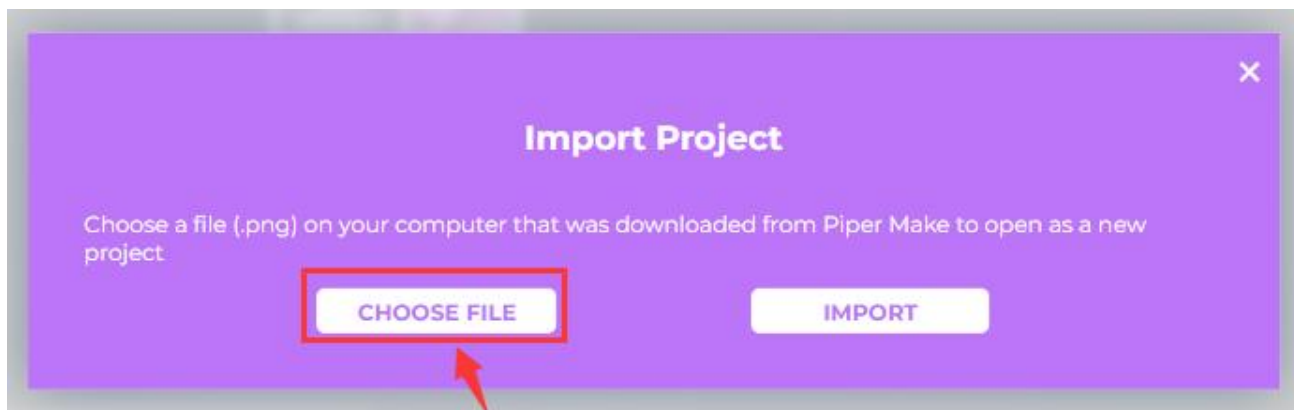 Import Project
Choose a file (.png) on your computer that was downloaded from Piper Make to open as a new
project
CHOOSE FILE
IMPORT